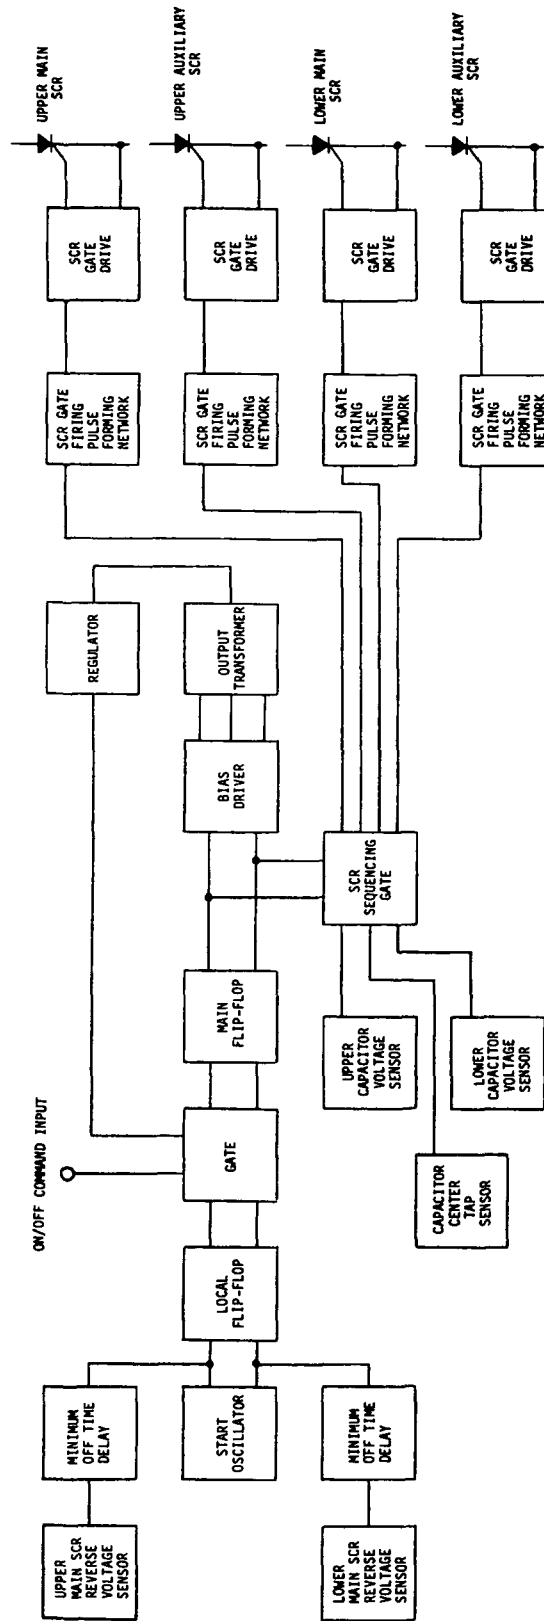 UPPER
MAIN SCR
REVERSE
VOLTAGE
SENSOR
MINIMUM
OFF TIME
DELAY
START
OSCILLATOR
LOWER
MAIN SCR
REVERSE
VOLTAGE
SENSOR
MINIMUM
OFF TIME
DELAY
LOCAL
FLIP-FLOP
ON/OFF COMMAND INPUT
GATE
MAIN
FLIP-FLOP
BIAS
DRIVER
OUTPUT
TRANSFORMER
REGULATOR
UPPER
CAPACITOR
VOLTAGE
SENSOR
CAPACITOR
CENTER
TAP
SENSOR
LOWER
CAPACITOR
VOLTAGE
SENSOR
SCR
SEQUENCING
GATE
SCR GATE
FIRING
PULSE
FORMING
NETWORK
SCR
GATE
DRIVE
UPPER MAIN
SCR
SCR GATE
FIRING
PULSE
FORMING
NETWORK
SCR
GATE
DRIVE
UPPER AUXILIARY
SCR
SCR GATE
FIRING
PULSE
FORMING
NETWORK
SCR
GATE
DRIVE
LOWER MAIN
SCR
SCR GATE
FIRING
PULSE
FORMING
NETWORK
SCR
GATE
DRIVE
LOWER AUXILIARY
SCR